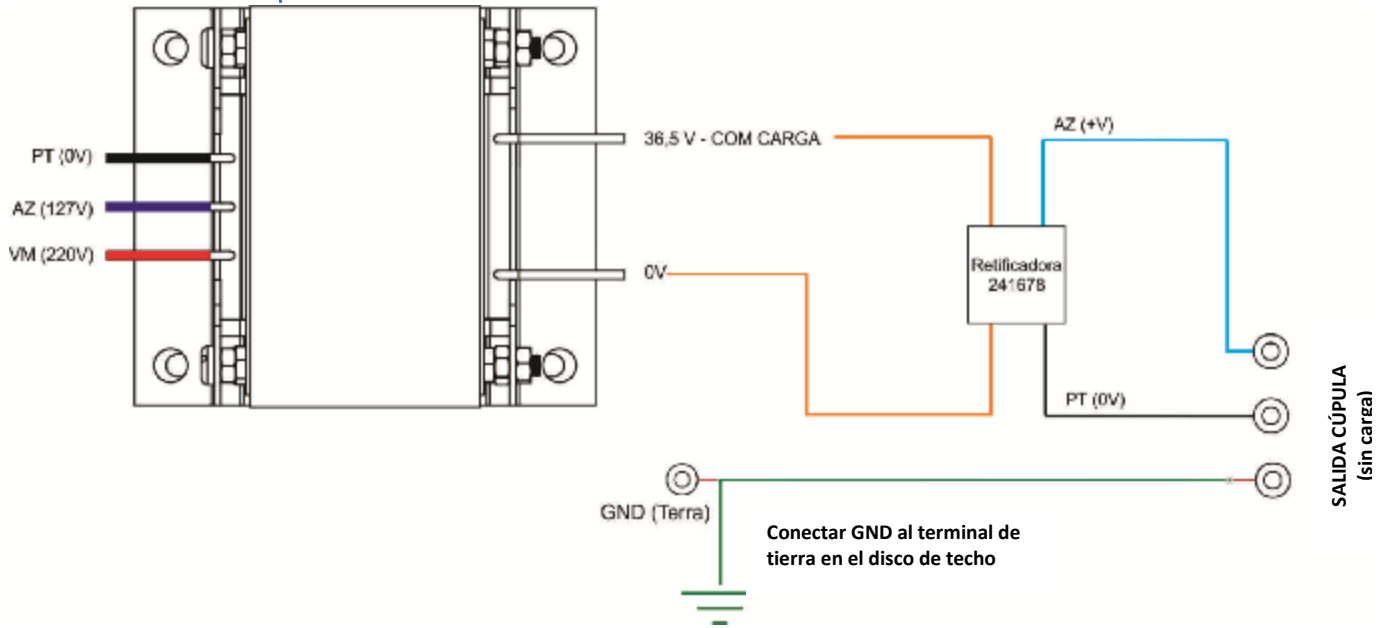 PT (0V)
AZ (127V)
VM (220V)
36,5 V - COM CARGA
0V
AZ (+V)
Retificadora
241678
PT (0V)
GND (Terra)
Conectar GND al terminal de
tierra en el disco de techo
SALIDA CÚPULA
(sin carga)